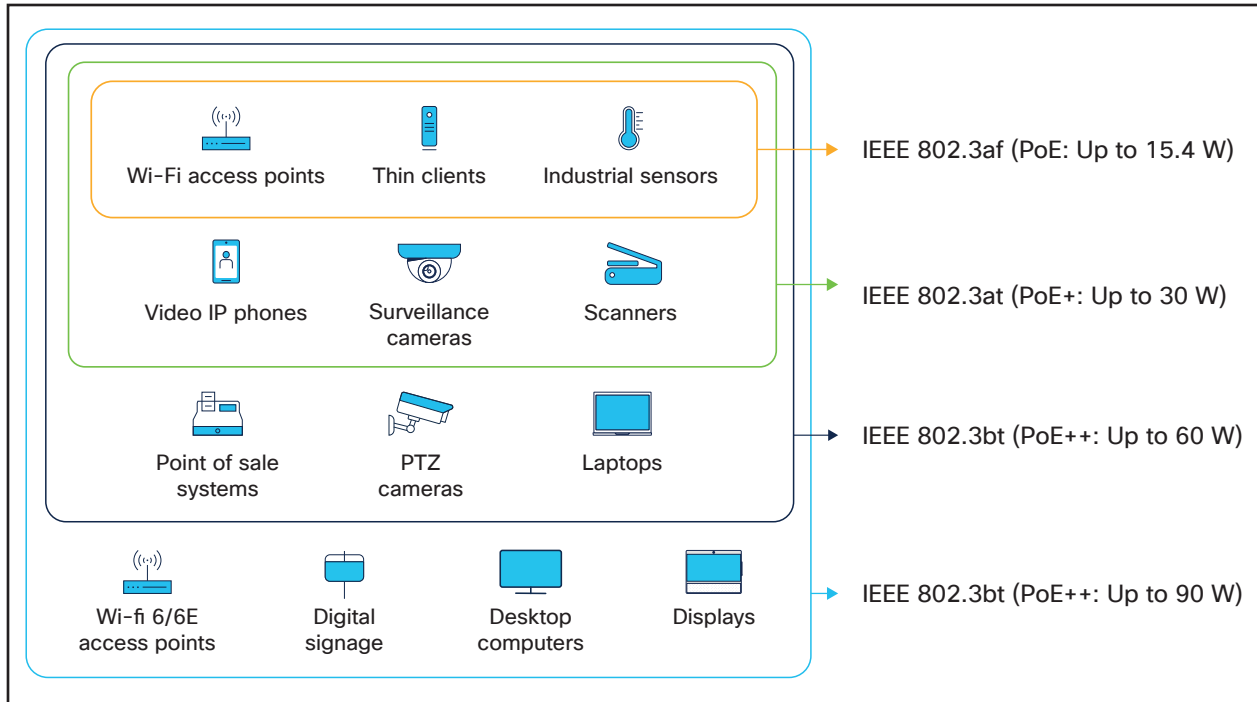 Wi-Fi access points
Thin clients
Industrial sensors
IEEE 802.3af (PoE: Up to 15.4 W)
Video IP phones
Surveillance
cameras
Scanners
IEEE 802.3at (PoE+: Up to 30 W)
Point of sale
systems
PTZ
cameras
Laptops
IEEE 802.3bt (PoE++: Up to 60 W)
Wi-fi 6/6E
access points
Digital
signage
Desktop
computers
Displays
IEEE 802.3bt (PoE++: Up to 90 W)